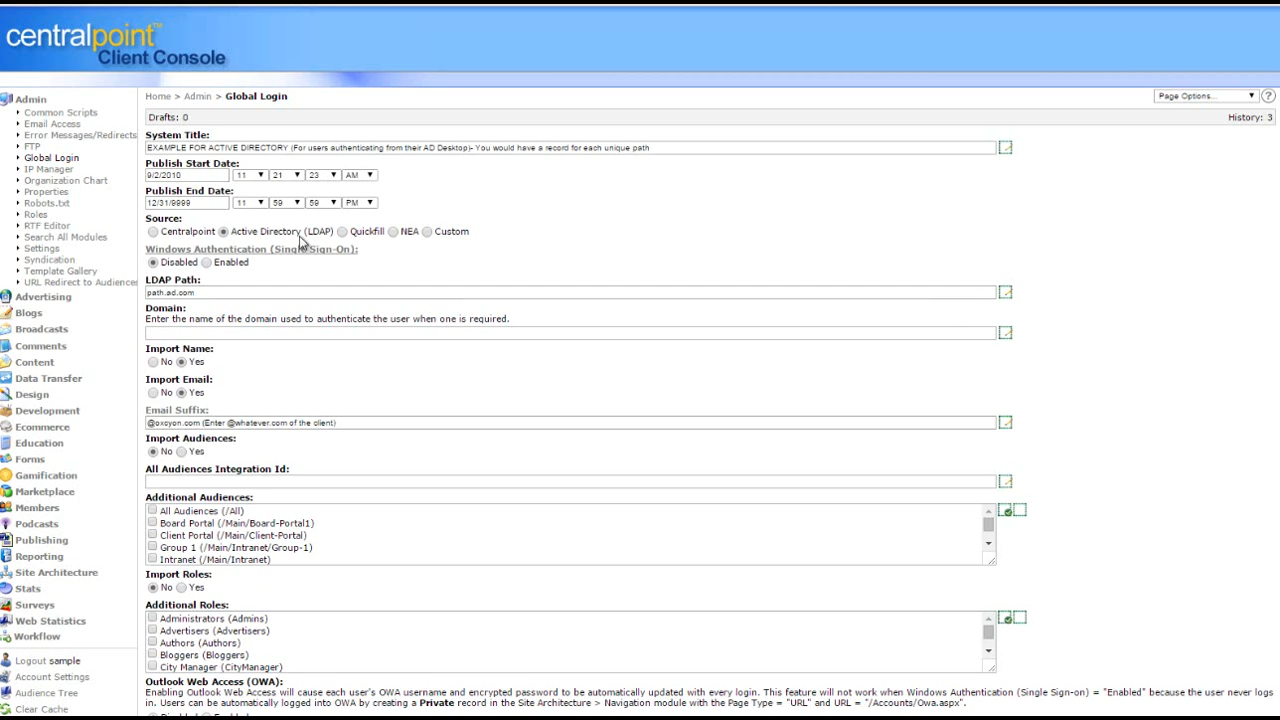 centralpoint™
Client Console
Admin
Common Scripts
Email Access
Error Messages/Redirects
FTP
Global Login
IP Manager
Organization Chart
Properties
Robots.txt
Roles
RTF Editor
Search All Modules
Settings
Syndication
Template Gallery
URL Redirect to Audiences
Advertising
Blogs
Broadcasts
Comments
Content
Data Transfer
Design
Development
Ecommerce
Education
Forms
Gamification
Marketplace
Members
Podcasts
Publishing
Reporting
Site Architecture
Stats
Surveys
Web Statistics
Workflow
Logout sample
Account Settings
Audience Tree
Clear Cache
Home > Admin > Global Login
Page Options...
?
Drafts: 0
History: 3
System Title:
EXAMPLE FOR ACTIVE DIRECTORY (For users authenticating from their AD Desktop)- You would have a record for each unique path
Publish Start Date:
9/2/2010 11 21 23 AM
Publish End Date:
12/31/9999 11 59 59 PM
Source:
Centralpoint Active Directory (LDAP) Quickfill NEA Custom
Windows Authentication (Single Sign-On):
Disabled Enabled
LDAP Path:
path.ad.com
Domain:
Enter the name of the domain used to authenticate the user when one is required.
Import Name:
No Yes
Import Email:
No Yes
Email Suffix:
@oxcyon.com (Enter @whatever.com of the client)
Import Audiences:
No Yes
All Audiences Integration Id:
Additional Audiences:
All Audiences (/All)
Board Portal (/Main/Board-Portal1)
Client Portal (/Main/Client-Portal)
Group 1 (/Main/Intranet/Group-1)
Intranet (/Main/Intranet)
Import Roles:
No Yes
Additional Roles:
Administrators (Admins)
Advertisers (Advertisers)
Authors (Authors)
Bloggers (Bloggers)
City Manager (CityManager)
Outlook Web Access (OWA):
Enabling Outlook Web Access will cause each user's OWA username and encrypted password to be automatically updated with every login. This feature will not work when Windows Authentication (Single Sign-on) = "Enabled" because the user never logs
in. Users can be automatically logged into OWA by creating a Private record in the Site Architecture > Navigation module with the Page Type = "URL" and URL = "/Accounts/Owa.aspx".